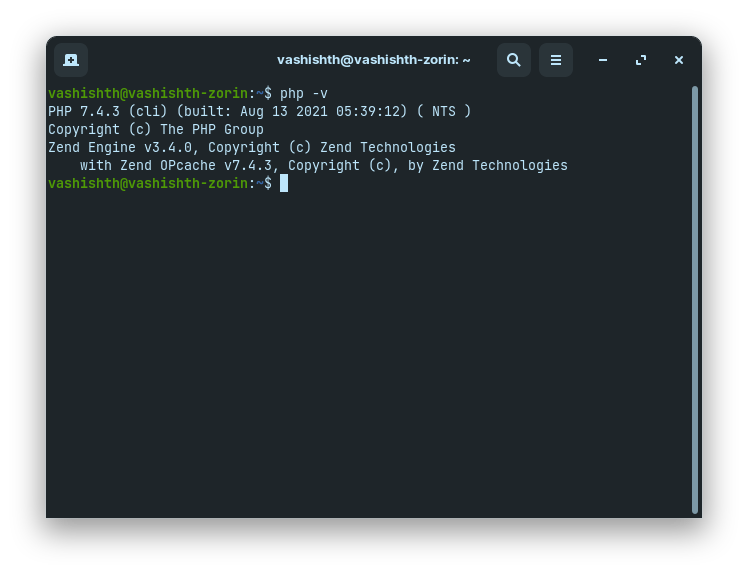 vashishth@vashishth-zorin: ~
vashishth@vashishth-zorin:~$ php -v
PHP 7.4.3 (cli) (built: Aug 13 2021 05:39:12) ( NTS )
Copyright (c) The PHP Group
Zend Engine v3.4.0, Copyright (c) Zend Technologies
    with Zend OPcache v7.4.3, Copyright (c), by Zend Technologies
vashishth@vashishth-zorin:~$